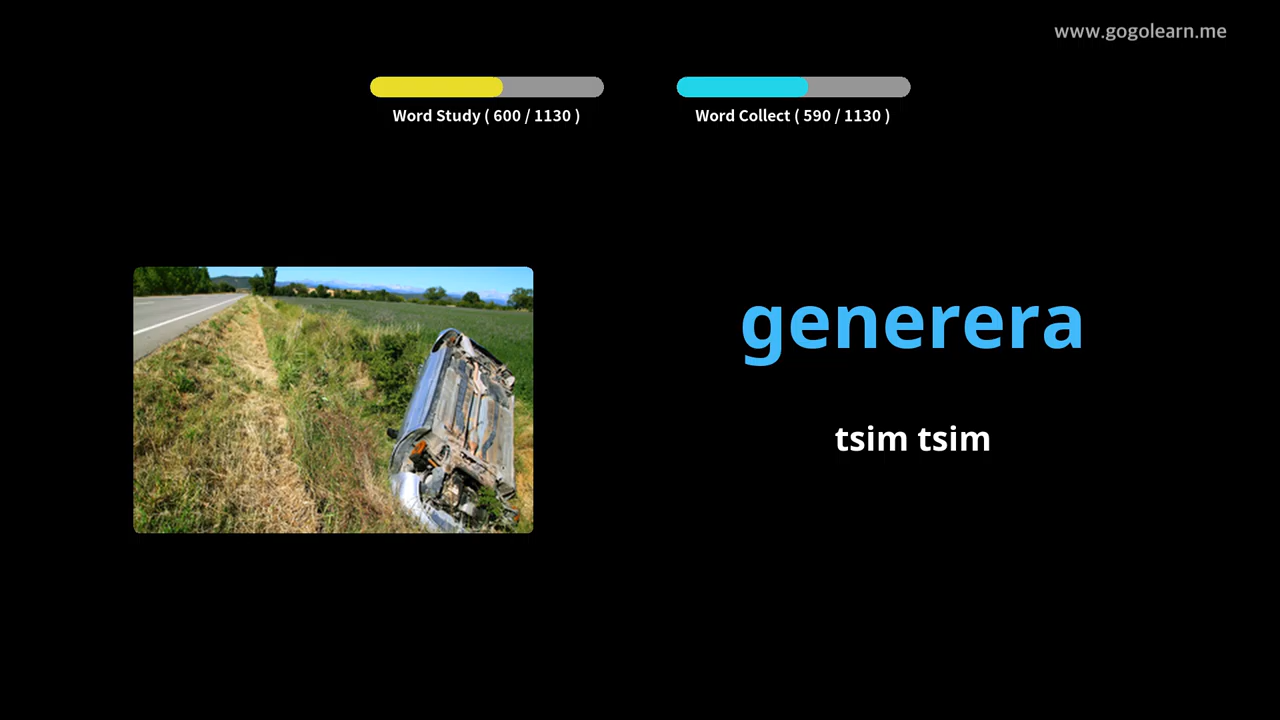 www.gogolearn.me
Word Study ( 600 / 1130 )
Word Collect ( 590 / 1130 )
generera
tsim tsim